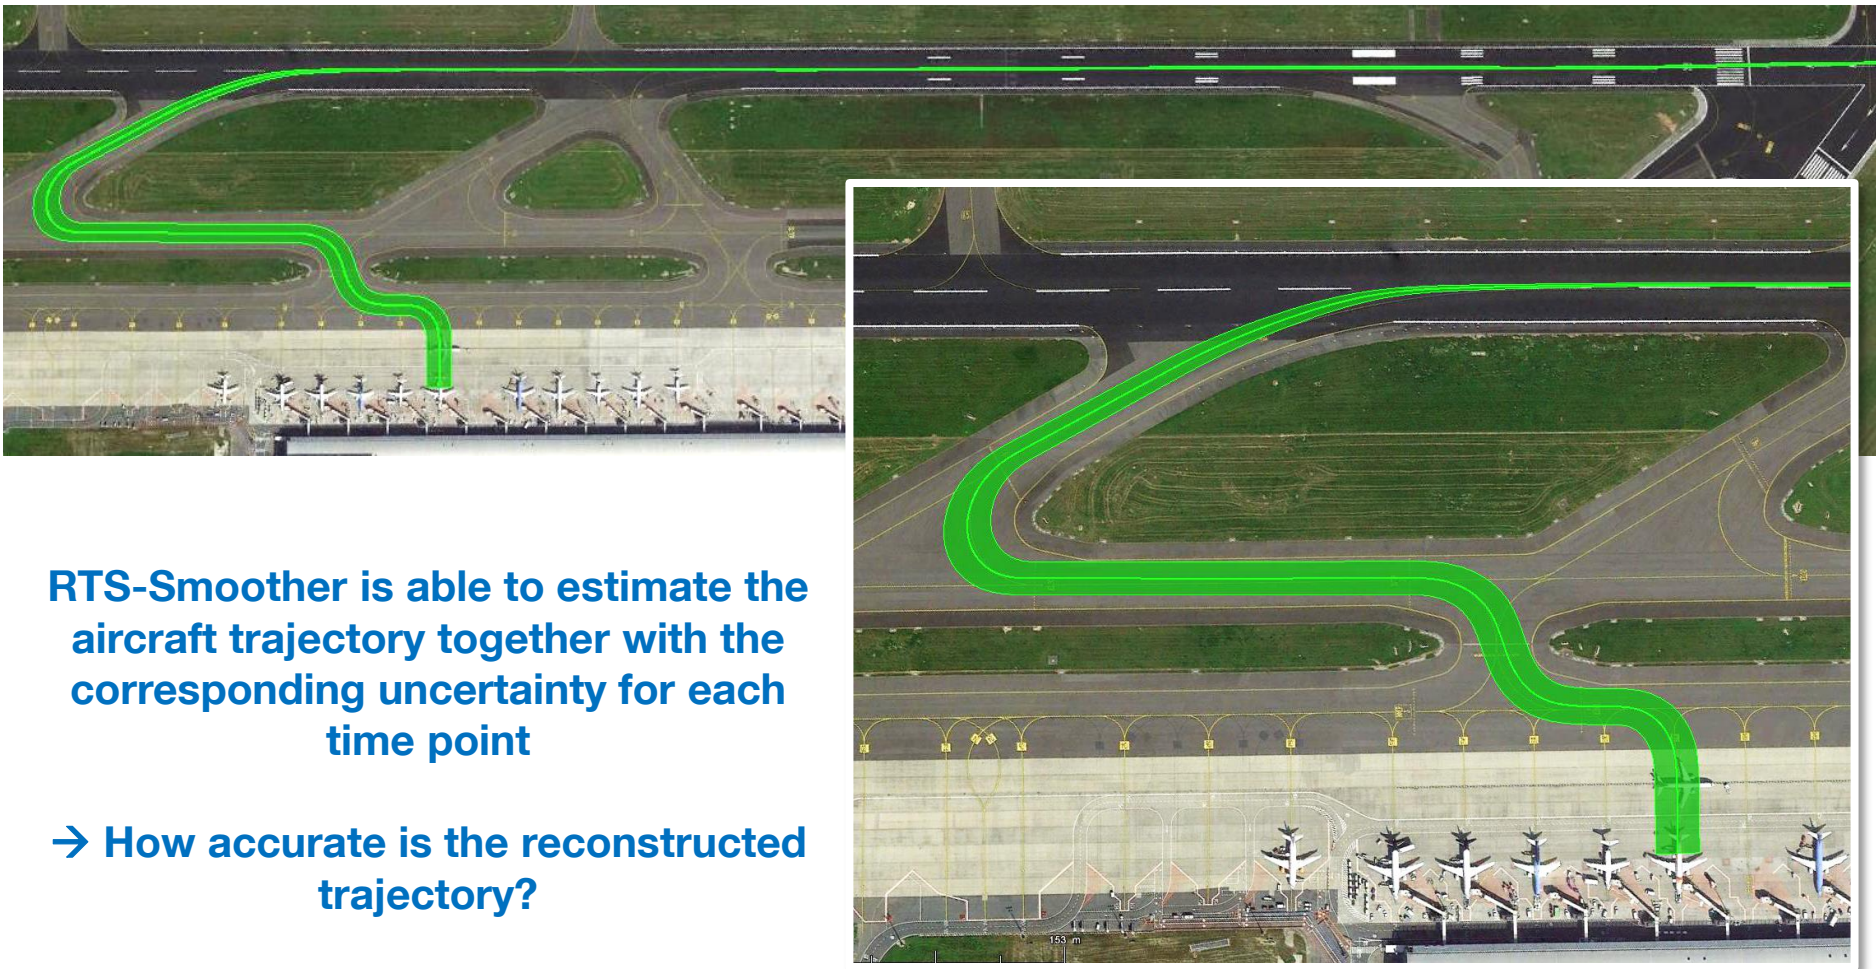 RTS-Smoother is able to estimate the
aircraft trajectory together with the
corresponding uncertainty for each
time point
→ How accurate is the reconstructed
trajectory?
153 m